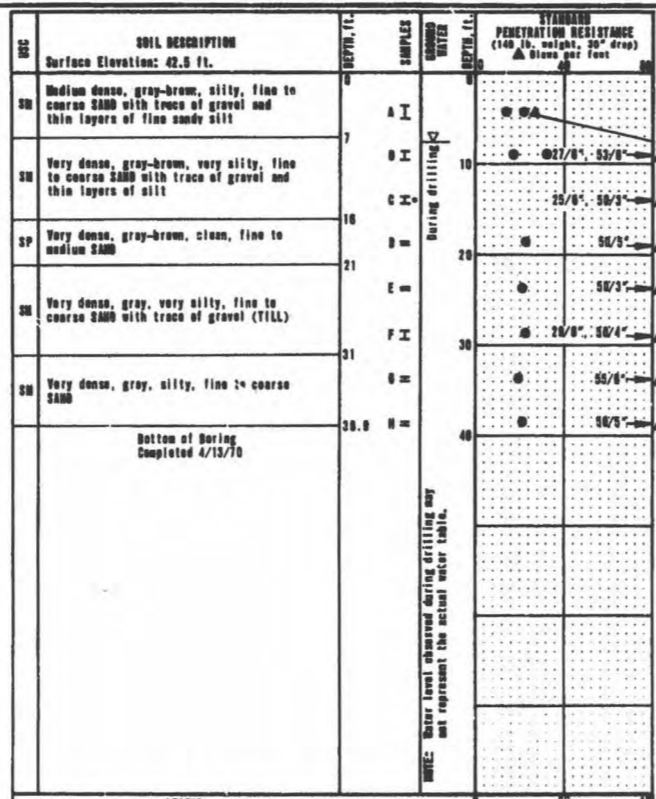 USC
SOIL DESCRIPTION
Surface Elevation: 42.5 ft.
DEPTH, ft.
SAMPLES
GROUND WATER
DEPTH, ft.
STANDARD
PENETRATION RESISTANCE
(140 lb. weight, 30" drop)
▲ Blows per foot
0 40
0
SM
Medium dense, gray-brown, silty, fine to
coarse SAND with trace of gravel and
thin layers of fine sandy silt
A
7
SM
Very dense, gray-brown, very silty, fine
to coarse SAND with trace of gravel and
thin layers of silt
B
C
During drilling
10
27/6", 53/6"
25/6", 50/3"
16
SP
Very dense, gray-brown, clean, fine to
medium SAND
D
50/5"
20
21
SM
Very dense, gray, very silty, fine to
coarse SAND with trace of gravel (TILL)
E
F
50/3"
50/4"
30
31
SM
Very dense, gray, silty, fine to coarse
SAND
G
H
55/6"
50/5"
40
Bottom of Boring
Completed 4/13/70
NOTE: Water level observed during drilling may
not represent the actual water table.